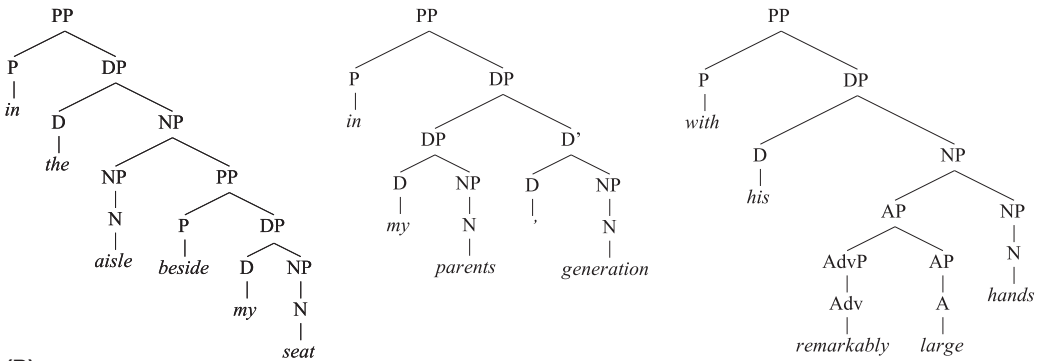 PP
P DP
in
D NP
the
NP PP
N P DP
aisle beside
D NP
my N
seat
PP
P DP
in
DP D’
D NP D NP
my N ’ N
parents generation
PP
P DP
with
D NP
his
AP NP
AdvP AP N
Adv A hands
remarkably large